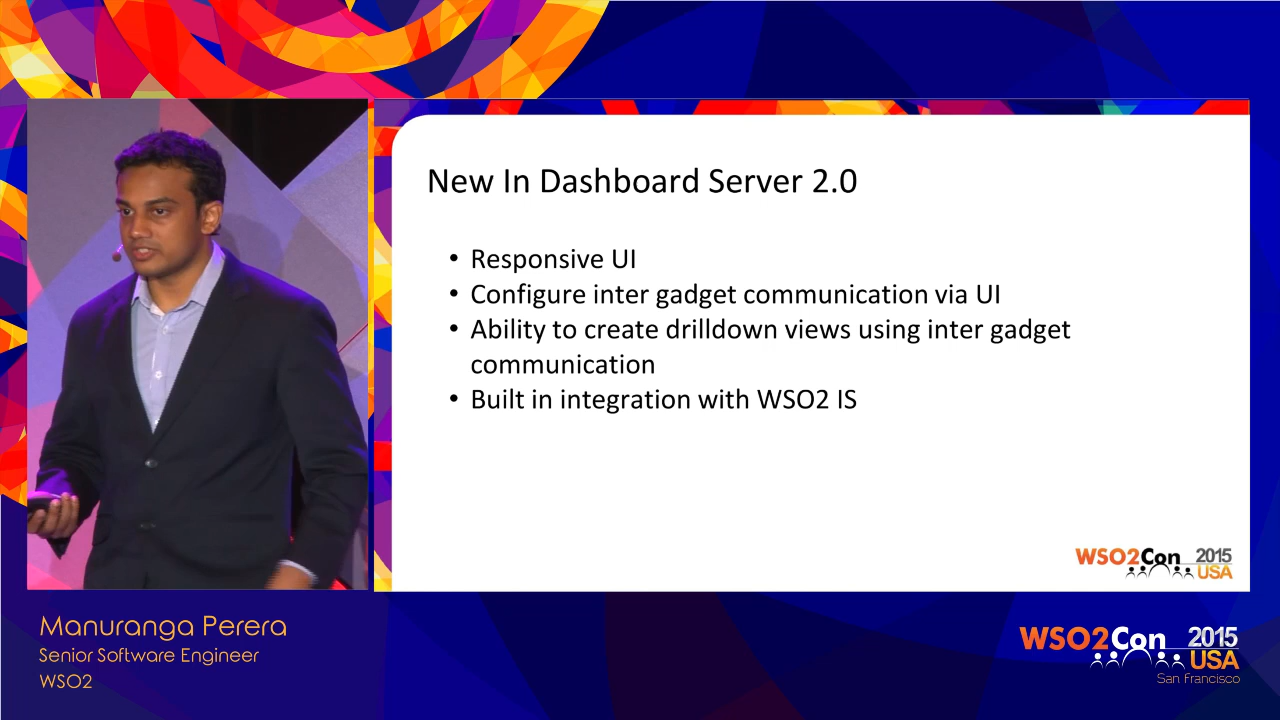 New In Dashboard Server 2.0
• Responsive UI
• Configure inter gadget communication via UI
• Ability to create drilldown views using inter gadget
communication
• Built in integration with WSO2 IS
WSO2Con 2015
USA
Manuranga Perera
Senior Software Engineer
WSO2
WSO2Con 2015
USA
San Francisco